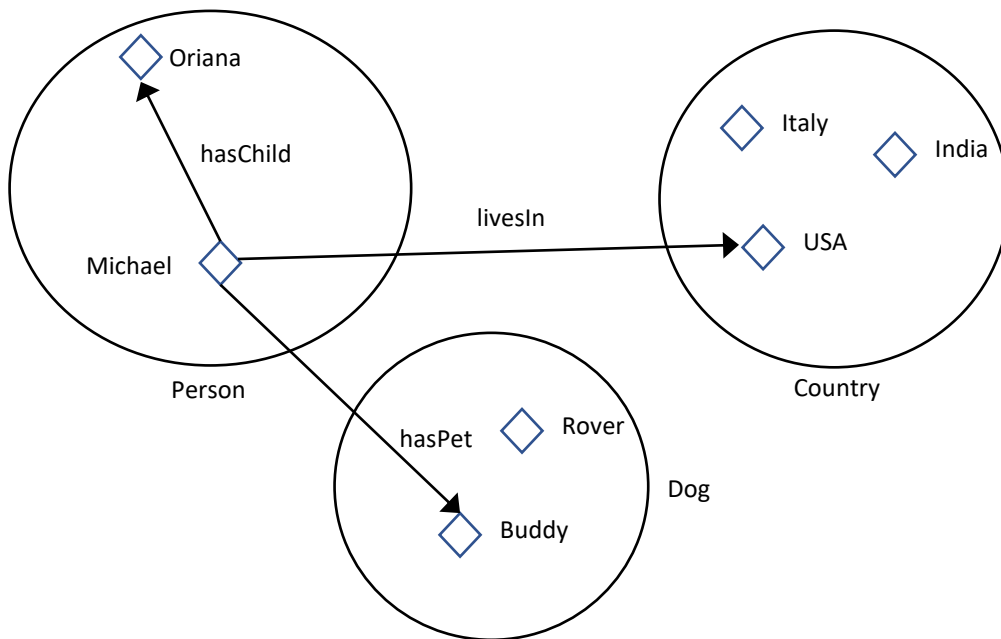 Oriana
Italy
India
hasChild
livesIn
USA
Michael
Person
Country
Rover
hasPet
Dog
Buddy